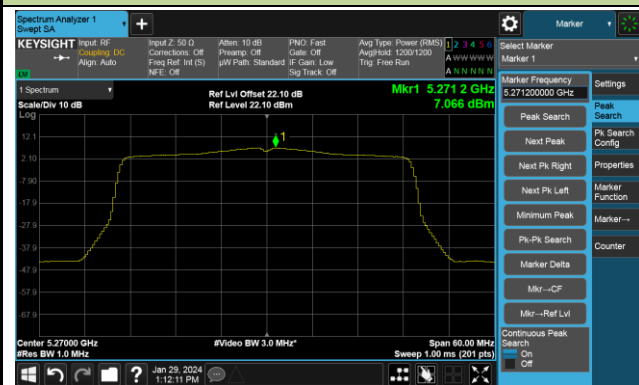 Spectrum Analyzer 1
Swept SA
+
Marker
KEYSIGHT
Input: RF
Coupling: DC
Align: Auto
Input Z: 50 Ω
Corrections: Off
Freq Ref: Int (S)
NFE: Off
Atten: 10 dB
Preamp: Off
µW Path: Standard
PNO: Fast
Gate: Off
IF Gain: Low
Sig Track: Off
Avg Type: Power (RMS)
Avg|Hold: 1200/1200
Trig: Free Run
1 2 3 4 5 6
A W W W W W
A N N N N N
Select Marker
Marker 1
1 Spectrum
Scale/Div 10 dB
Log
Ref Lvl Offset 22.10 dB
Ref Level 22.10 dBm
Mkr1 5.271 2 GHz
7.066 dBm
12.1
2.10
-7.90
-17.9
-27.9
-37.9
-47.9
-57.9
-67.9
1
Center 5.27000 GHz
#Res BW 1.0 MHz
#Video BW 3.0 MHz*
Span 60.00 MHz
Sweep 1.00 ms (201 pts)
Marker Frequency
5.271200000 GHz
Peak Search
Next Peak
Next Pk Right
Next Pk Left
Minimum Peak
Pk-Pk Search
Marker Delta
Mkr→CF
Mkr→Ref Lvl
Continuous Peak
Search
On
Off
Settings
Peak
Search
Pk Search
Config
Properties
Marker
Function
Marker→
Counter
?
Jan 29, 2024
1:12:11 PM